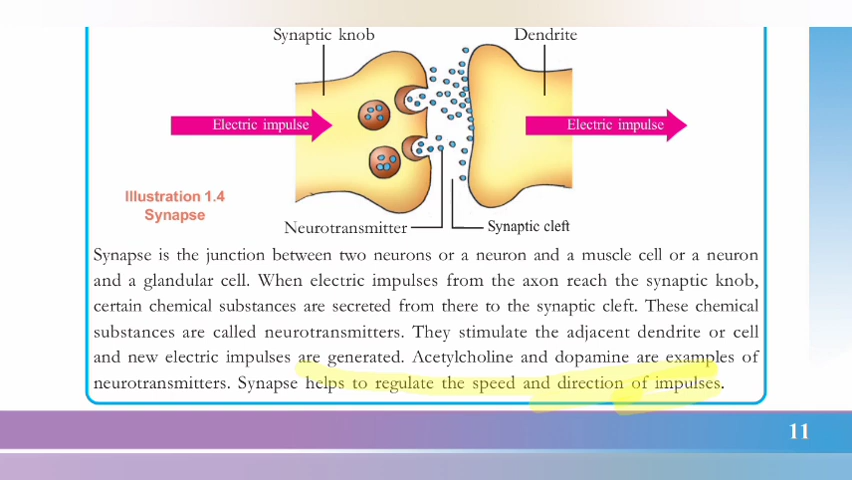 Synaptic knob
Dendrite
Electric impulse
Electric impulse
Illustration 1.4
Synapse
Neurotransmitter
Synaptic cleft
Synapse is the junction between two neurons or a neuron and a muscle cell or a neuron
and a glandular cell. When electric impulses from the axon reach the synaptic knob,
certain chemical substances are secreted from there to the synaptic cleft. These chemical
substances are called neurotransmitters. They stimulate the adjacent dendrite or cell
and new electric impulses are generated. Acetylcholine and dopamine are examples of
neurotransmitters. Synapse helps to regulate the speed and direction of impulses.
11